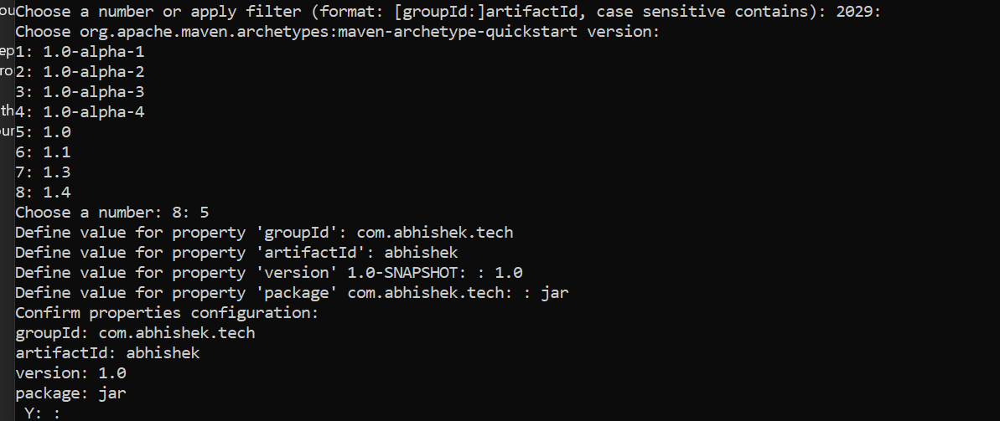 ou
Choose a number or apply filter (format: [groupId:]artifactId, case sensitive contains): 2029:
Choose org.apache.maven.archetypes:maven-archetype-quickstart version:
ep
1: 1.0-alpha-1
ro
2: 1.0-alpha-2
3: 1.0-alpha-3
th
4: 1.0-alpha-4
our
5: 1.0
6: 1.1
7: 1.3
8: 1.4
Choose a number: 8: 5
Define value for property 'groupId': com.abhishek.tech
Define value for property 'artifactId': abhishek
Define value for property 'version' 1.0-SNAPSHOT: : 1.0
Define value for property 'package' com.abhishek.tech: : jar
Confirm properties configuration:
groupId: com.abhishek.tech
artifactId: abhishek
version: 1.0
package: jar
Y: :